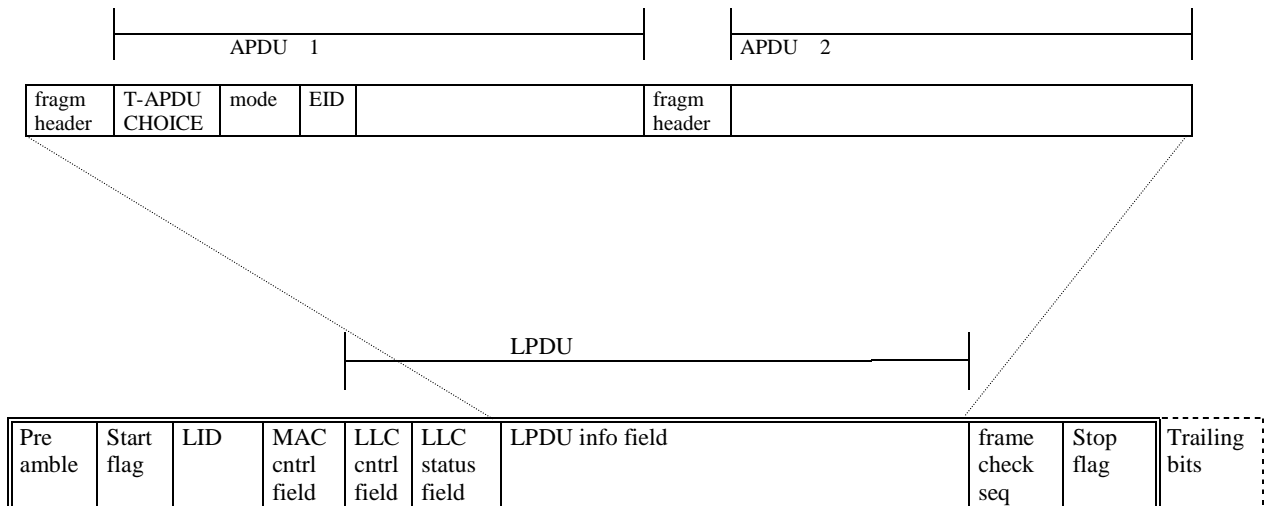 APDU 1
APDU 2
fragm
header
T-APDU
CHOICE
mode
EID
fragm
header
LPDU
Pre
amble
Start
flag
LID
MAC
cntrl
field
LLC
cntrl
field
LLC
status
field
LPDU info field
frame
check
seq
Stop
flag
Trailing
bits